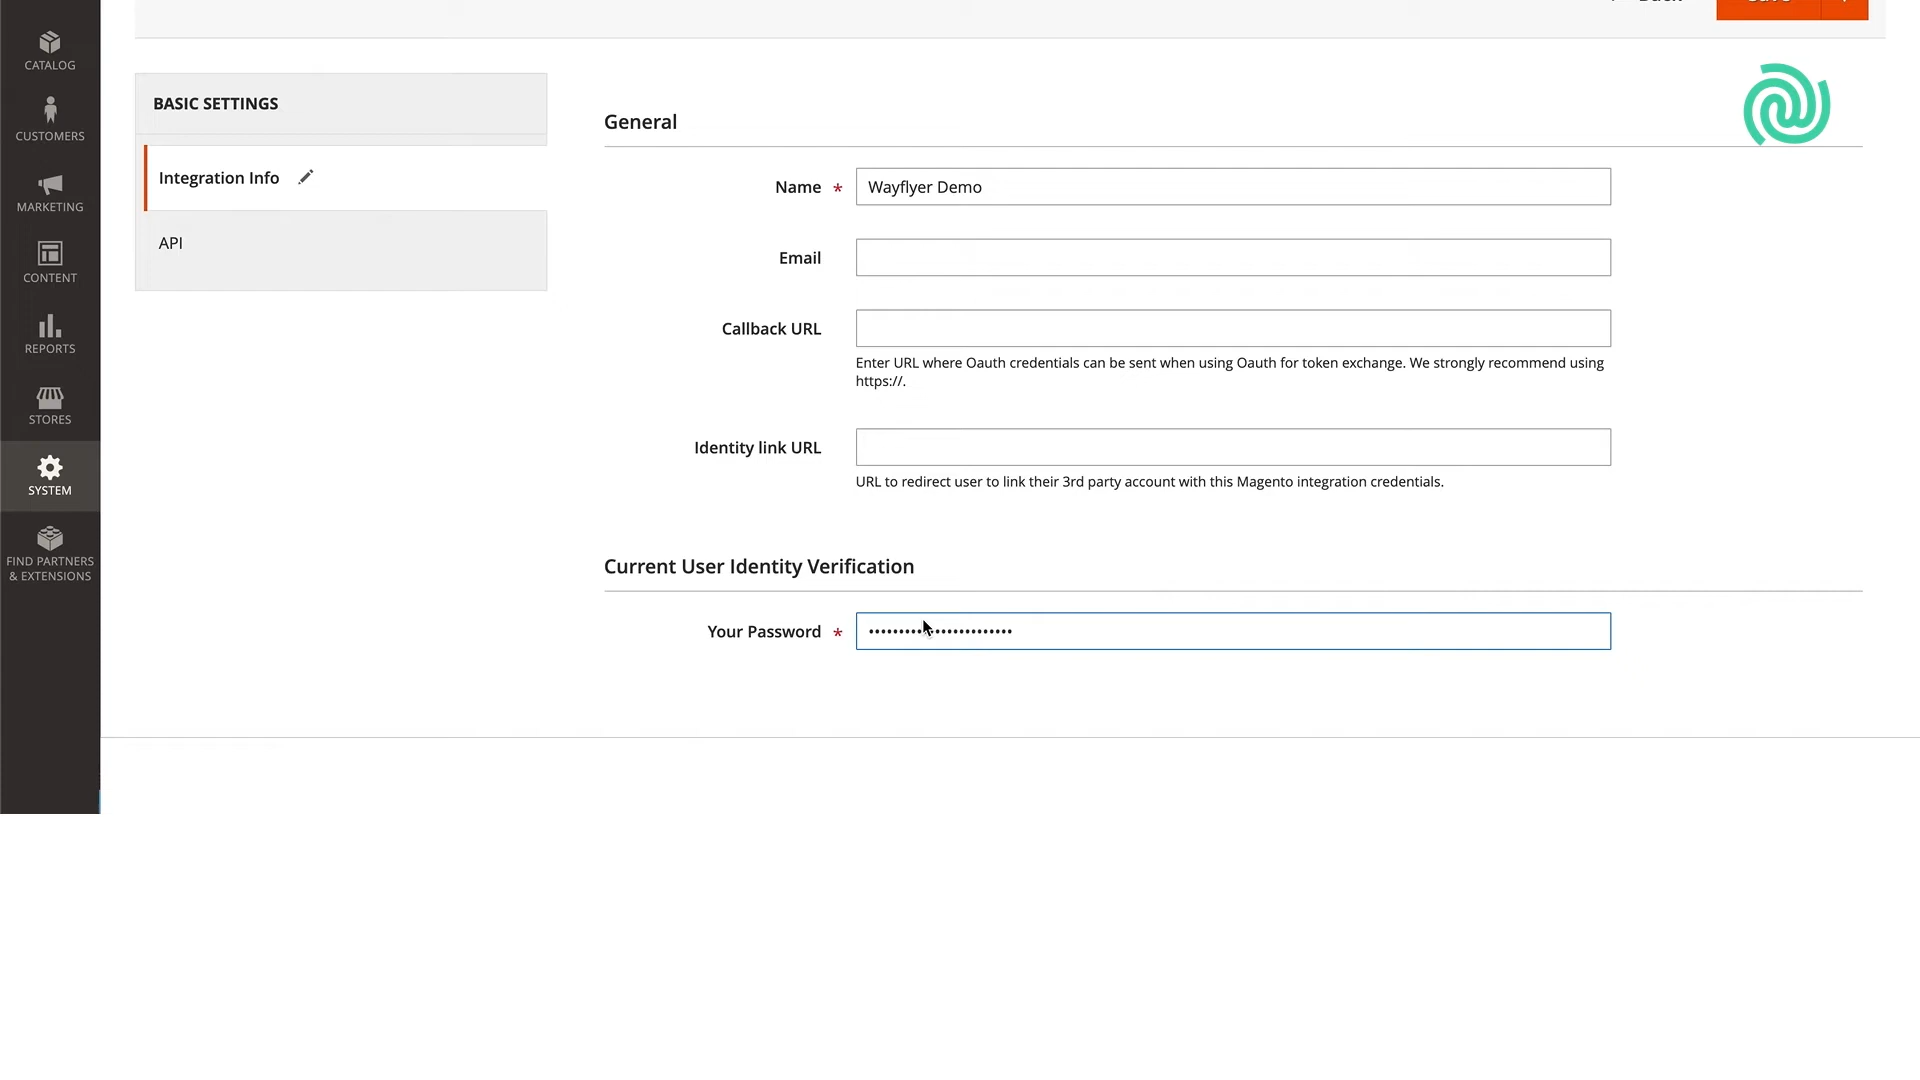 Back
Save
CATALOG
CUSTOMERS
MARKETING
CONTENT
REPORTS
STORES
SYSTEM
FIND PARTNERS
& EXTENSIONS
BASIC SETTINGS
Integration Info
API
General
Name *
Wayflyer Demo
Email
Callback URL
Enter URL where Oauth credentials can be sent when using Oauth for token exchange. We strongly recommend using
https://.
Identity link URL
URL to redirect user to link their 3rd party account with this Magento integration credentials.
Current User Identity Verification
Your Password *